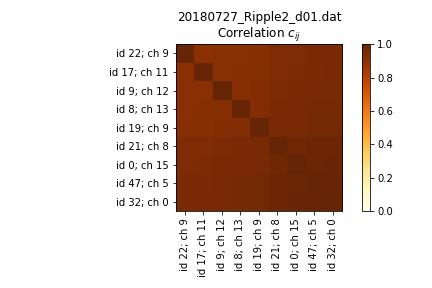 20180727_Ripple2_d01.dat
Correlation cij
id 22; ch 9
id 17; ch 11
id 9; ch 12
id 8; ch 13
id 19; ch 9
id 21; ch 8
id 0; ch 15
id 47; ch 5
id 32; ch 0
id 22; ch 9
id 17; ch 11
id 9; ch 12
id 8; ch 13
id 19; ch 9
id 21; ch 8
id 0; ch 15
id 47; ch 5
id 32; ch 0
1.0
0.8
0.6
0.4
0.2
0.0